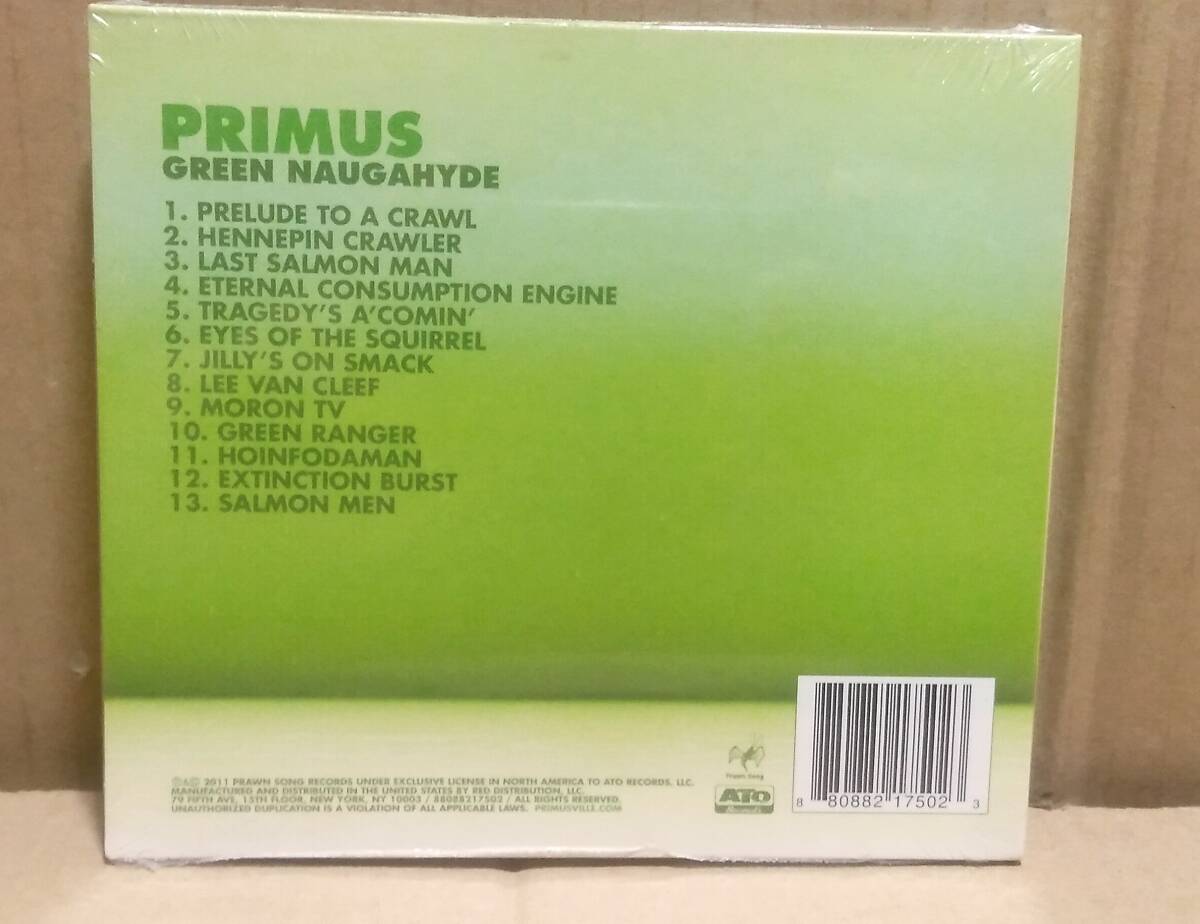 PRIMUS
GREEN NAUGAHYDE
1. PRELUDE TO A CRAWL
2. HENNEPIN CRAWLER
3. LAST SALMON MAN
4. ETERNAL CONSUMPTION ENGINE
5. TRAGEDY'S A'COMIN'
6. EYES OF THE SQUIRREL
7. JILLY'S ON SMACK
8. LEE VAN CLEEF
9. MORON TV
10. GREEN RANGER
11. HOINFODAMAN
12. EXTINCTION BURST
13. SALMON MEN
℗&© 2011 PRAWN SONG RECORDS UNDER EXCLUSIVE LICENSE IN NORTH AMERICA TO ATO RECORDS, LLC.
MANUFACTURED AND DISTRIBUTED IN THE UNITED STATES BY RED DISTRIBUTION, LLC.
79 FIFTH AVE, 15TH FLOOR, NEW YORK, NY 10003 / 88088217502 / ALL RIGHTS RESERVED.
UNAUTHORIZED DUPLICATION IS A VIOLATION OF ALL APPLICABLE LAWS. PRIMUSVILLE.COM
Prawn Song
ATO
Records
8 80882 17502 3